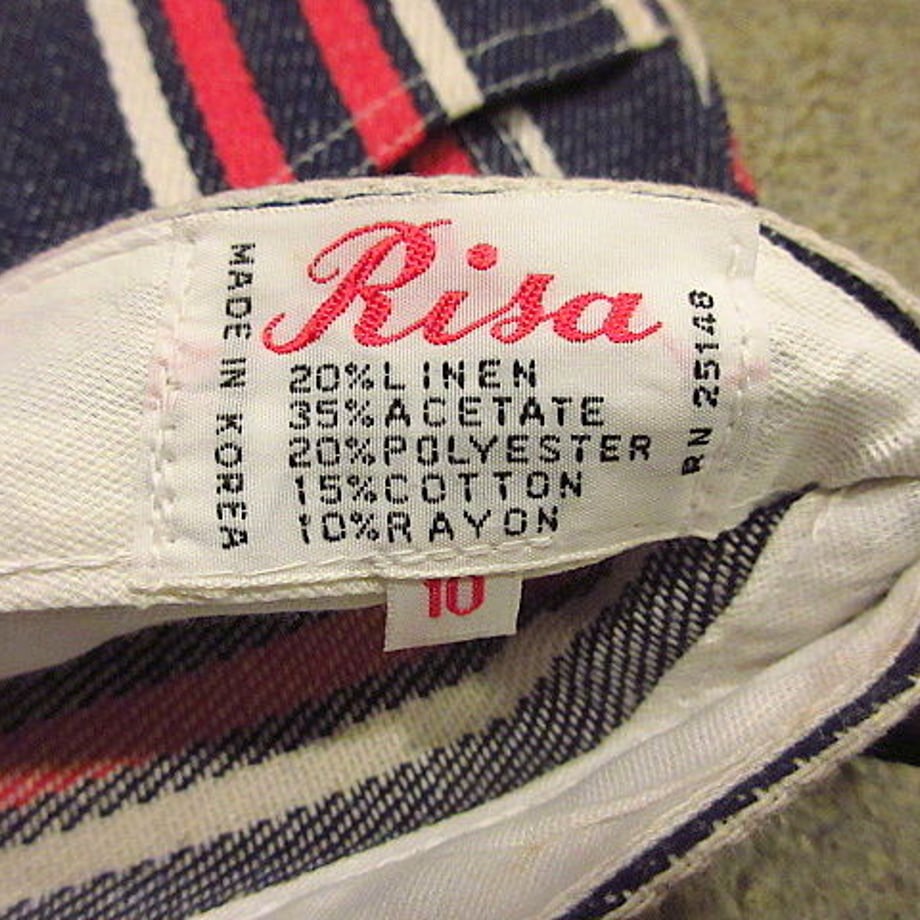 Risa
MADE IN KOREA
20% LINEN
35% ACETATE
20% POLYESTER
15% COTTON
10% RAYON
RN 25148
10